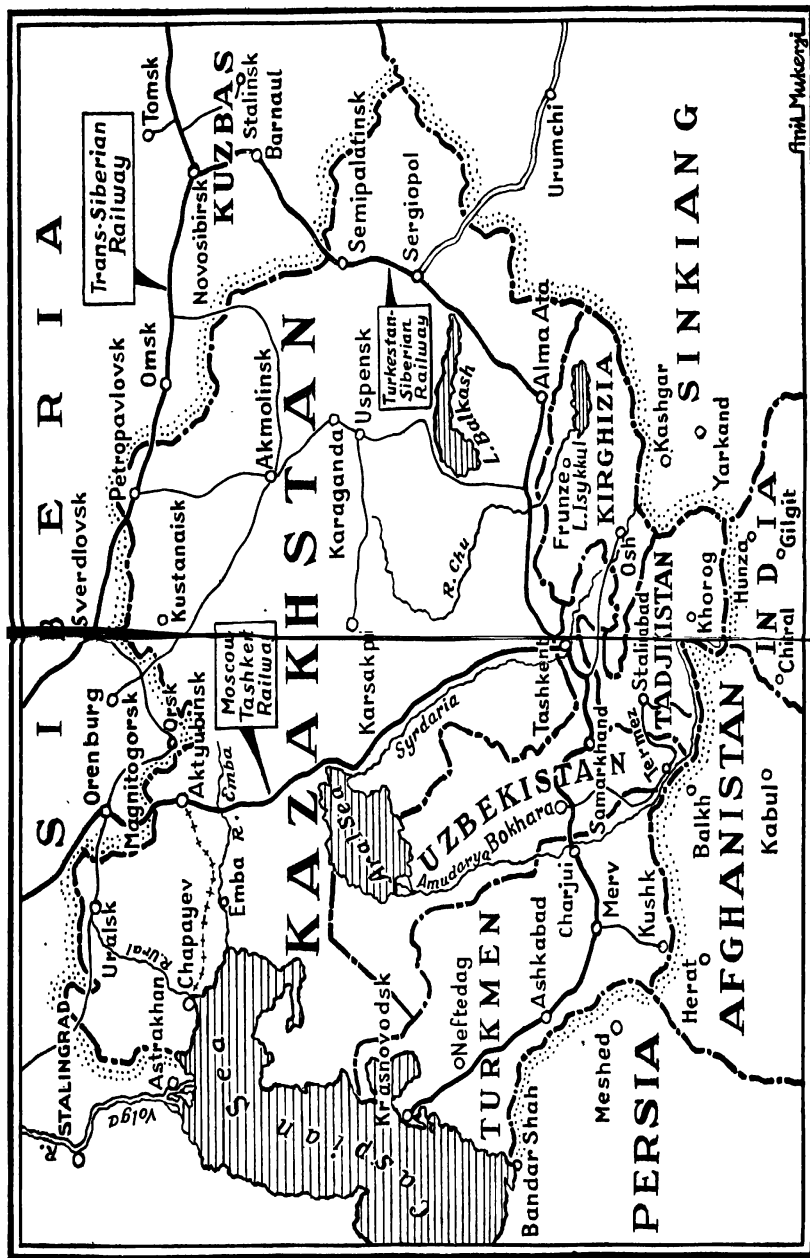 SIBERIA
Tomsk
Trans-Siberian
Railway
KUZBAS
Stalinsk
Barnaul
Novosibirsk
Omsk
Petropavlovsk
Sverdlovsk
Kustanaisk
Akmolinsk
Semipalatinsk
Sergiopol
Urumchi
Turkestan-
Siberian
Railway
Uspensk
Karaganda
L. Balkash
Alma Ata
KAZAKHSTAN
R. Chu
Karsakpi
Moscow-
Tashkent
Railway
Orenburg
Magnitogorsk
Orsk
Aktyubinsk
Emba
R. Emba
Uralsk
R. Ural
Chapayev
STALINGRAD
R.
Volga
Astrakhan
Caspian Sea
Aral Sea
Syrdaria
Tashkent
Frunze
L. Isykkul
KIRGHIZIA
Osh
Kashgar
Yarkand
SINKIANG
UZBEKISTAN
Amudarya
Bokhara
Samarkhand
Termez
Stalinabad
TADJIKISTAN
Khorog
Hunza
Gilgit
Chitral
INDIA
Krasnovodsk
Neftedag
TURKMEN
Ashkabad
Charjui
Merv
Kushk
Bandar Shah
Meshed
PERSIA
Herat
AFGHANISTAN
Balkh
Kabul
Anil Mukerji